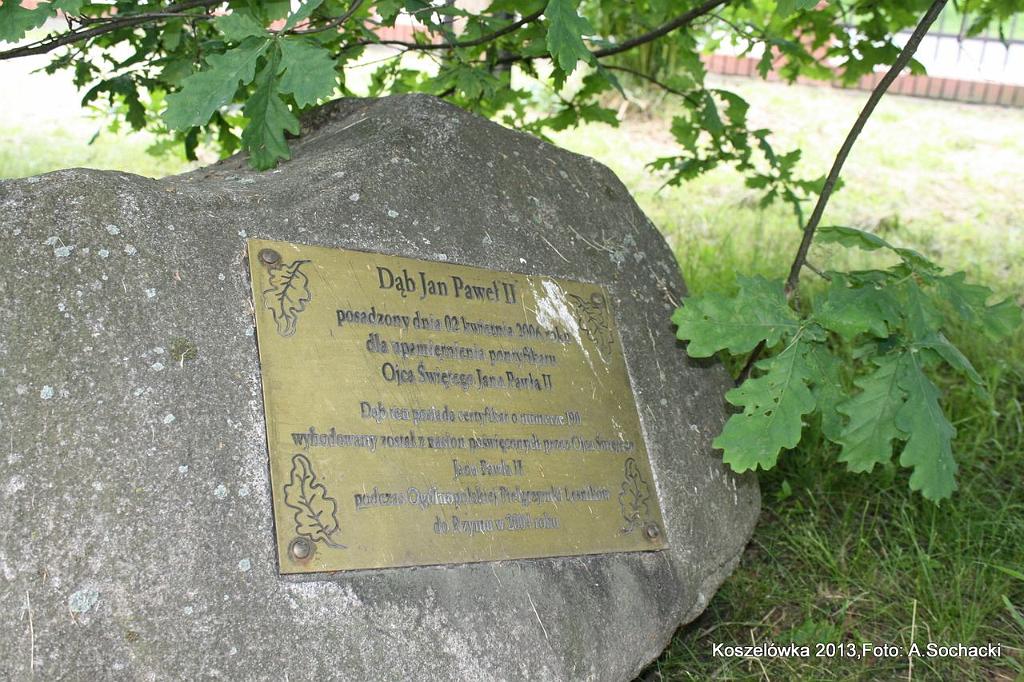 Dąb Jan Paweł II
posadzony dnia 02 kwietnia 2006 roku
dla upamiętnienia pontyfikatu
Ojca Świętego Jana Pawła II
Dąb ten posiada certyfikat o numerze 190
wyhodowany został z nasion poświęconych przez Ojca Świętego
Jana Pawła II
podczas Ogólnopolskiej Pielgrzymki Leśników
do Rzymu w 2004 roku
Koszelówka 2013,Foto: A.Sochacki